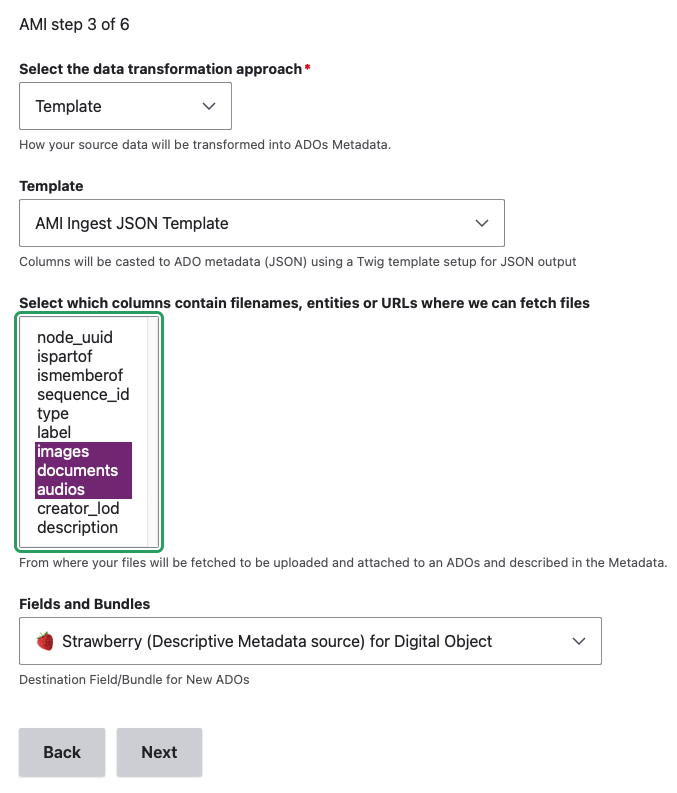 AMI step 3 of 6
Select the data transformation approach*
Template
How your source data will be transformed into ADOs Metadata.
Template
AMI Ingest JSON Template
Columns will be casted to ADO metadata (JSON) using a Twig template setup for JSON output
Select which columns contain filenames, entities or URLs where we can fetch files
node_uuid
ispartof
ismemberof
sequence_id
type
label
images
documents
audios
creator_lod
description
From where your files will be fetched to be uploaded and attached to an ADOs and described in the Metadata.
Fields and Bundles
🍓 Strawberry (Descriptive Metadata source) for Digital Object
Destination Field/Bundle for New ADOs
Back Next